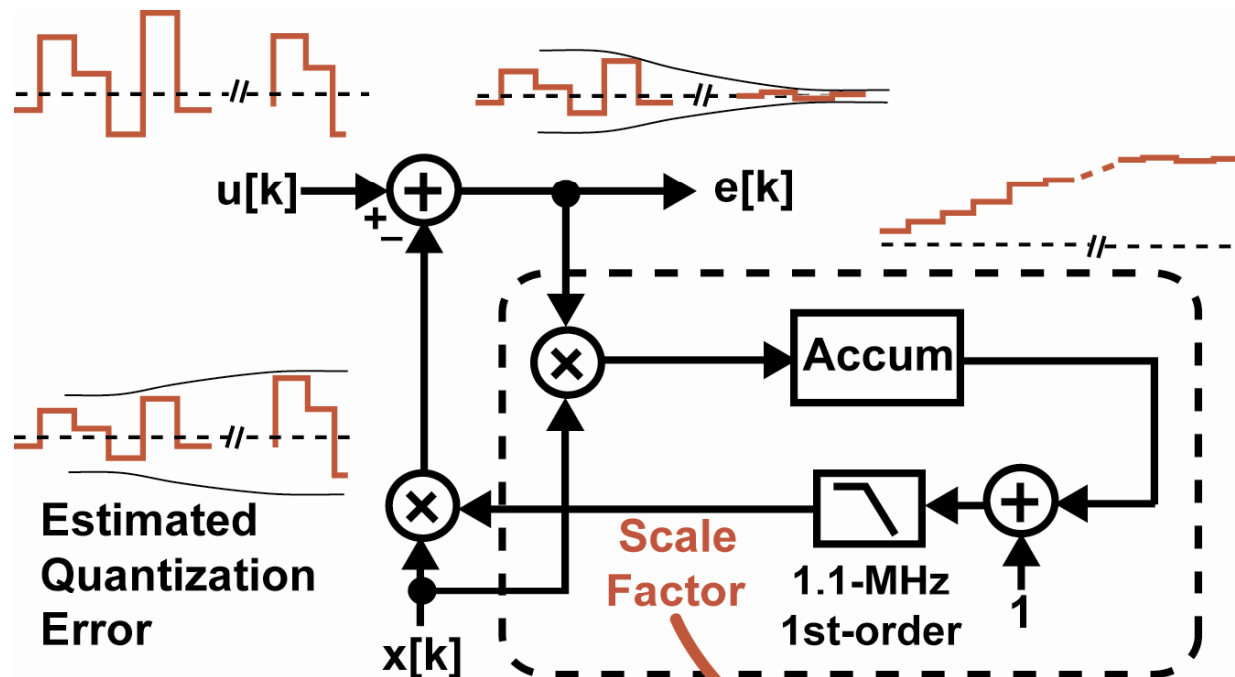 u[k]
+
+
−
e[k]
×
Accum
×
+
Estimated
Quantization
Error
Scale
Factor
1.1-MHz
1st-order
1
x[k]